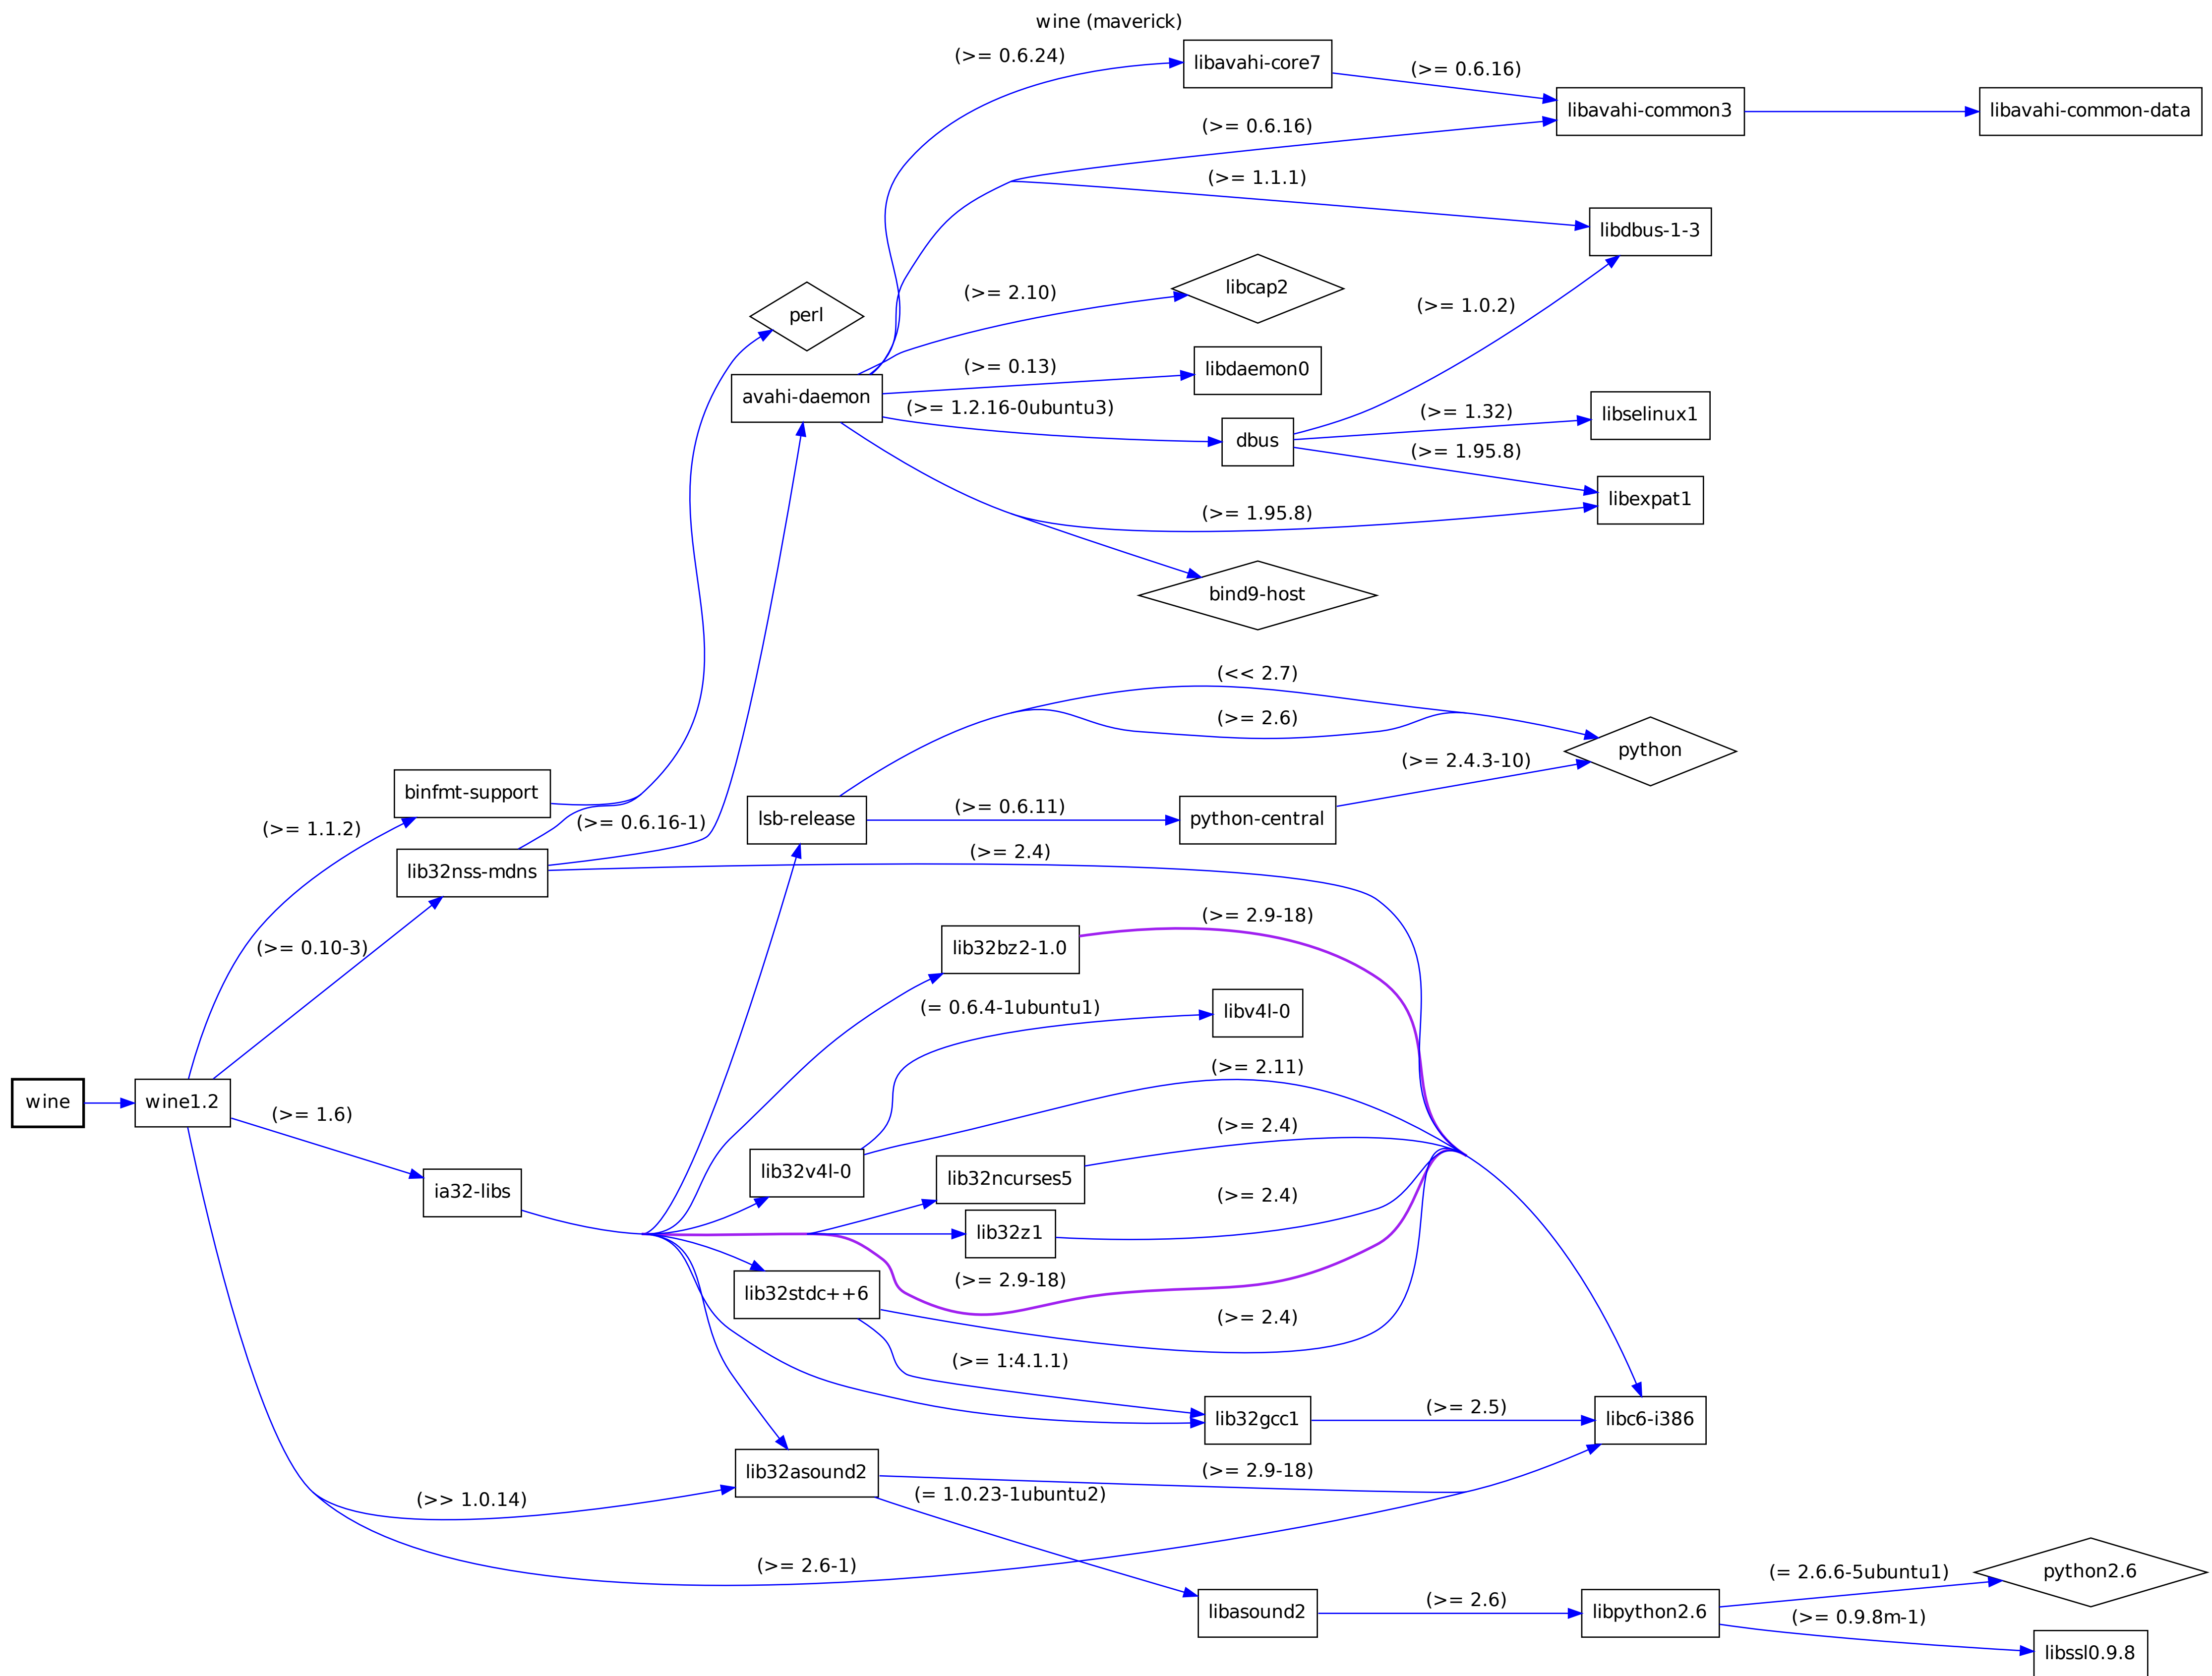 wine (maverick)
(>= 0.6.24)
libavahi-core7
(>= 0.6.16)
libavahi-common3
libavahi-common-data
(>= 0.6.16)
(>= 1.1.1)
libdbus-1-3
libcap2
(>= 2.10)
perl
(>= 1.0.2)
(>= 0.13)
libdaemon0
avahi-daemon
(>= 1.2.16-0ubuntu3)
dbus
(>= 1.32)
libselinux1
(>= 1.95.8)
libexpat1
(>= 1.95.8)
bind9-host
(<< 2.7)
(>= 2.6)
python
(>= 2.4.3-10)
binfmt-support
(>= 1.1.2)
(>= 0.6.16-1)
lsb-release
(>= 0.6.11)
python-central
(>= 2.4)
lib32nss-mdns
(>= 0.10-3)
(>= 2.9-18)
lib32bz2-1.0
(= 0.6.4-1ubuntu1)
libv4l-0
(>= 2.11)
wine
wine1.2
(>= 1.6)
(>= 2.4)
lib32v4l-0
lib32ncurses5
ia32-libs
(>= 2.4)
lib32z1
(>= 2.9-18)
lib32stdc++6
(>= 2.4)
(>= 1:4.1.1)
lib32gcc1
(>= 2.5)
libc6-i386
lib32asound2
(>= 2.9-18)
(>> 1.0.14)
(= 1.0.23-1ubuntu2)
(>= 2.6-1)
libasound2
(>= 2.6)
libpython2.6
(= 2.6.6-5ubuntu1)
python2.6
(>= 0.9.8m-1)
libssl0.9.8